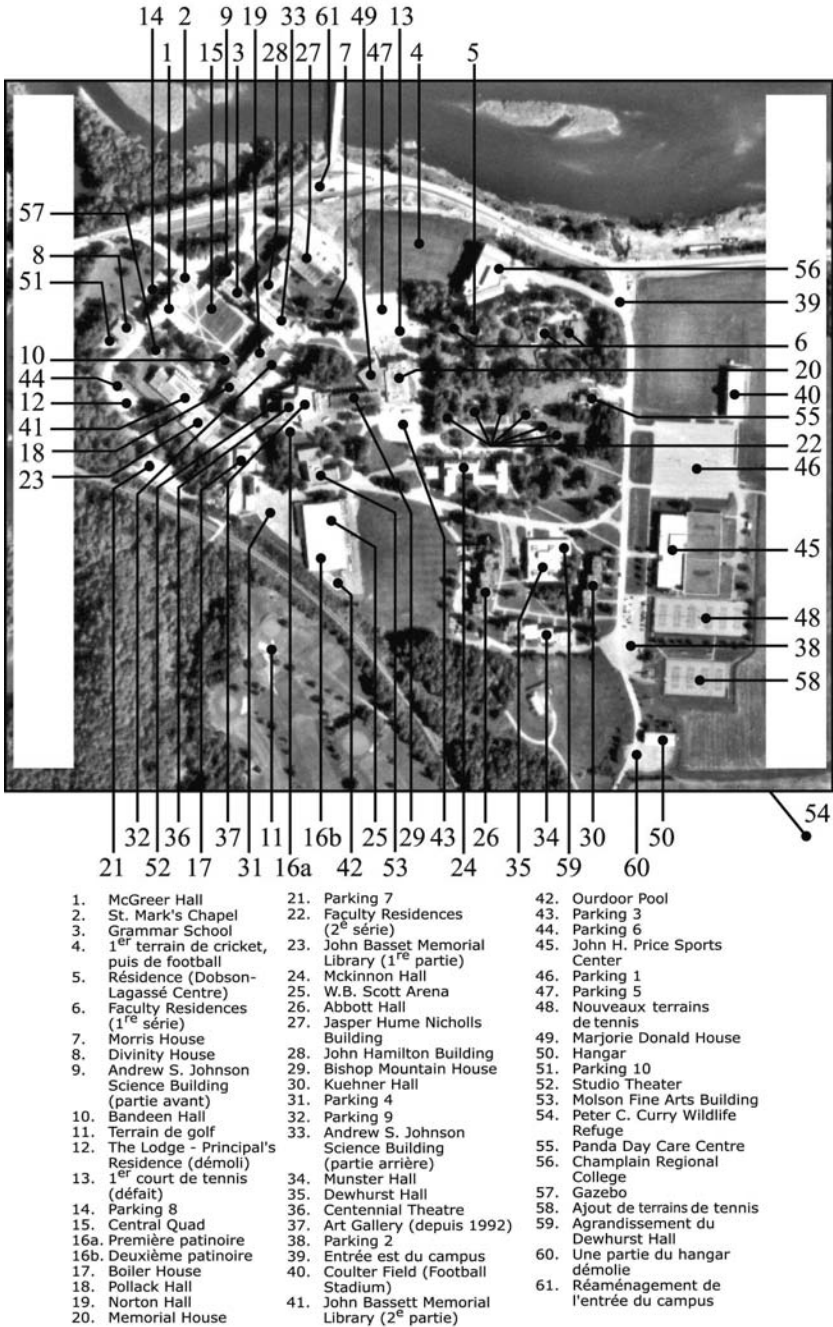 14 2 9 19 33 61 49 13
1 15 3 28 27 7 47 4 5
57
8
51
10
44
12
41
18
23
56
39
6
20
40
55
22
46
45
48
38
58
54
32 36 37 11 16b 25 29 43 26 34 30 50
21 52 17 31 16a 42 53 24 35 59 60
1. McGreer Hall
2. St. Mark's Chapel
3. Grammar School
4. 1er terrain de cricket,
puis de football
5. Résidence (Dobson-
Lagassé Centre)
6. Faculty Residences
(1re série)
7. Morris House
8. Divinity House
9. Andrew S. Johnson
Science Building
(partie avant)
10. Bandeen Hall
11. Terrain de golf
12. The Lodge - Principal's
Residence (démoli)
13. 1er court de tennis
(défait)
14. Parking 8
15. Central Quad
16a. Première patinoire
16b. Deuxième patinoire
17. Boiler House
18. Pollack Hall
19. Norton Hall
20. Memorial House
21. Parking 7
22. Faculty Residences
(2e série)
23. John Basset Memorial
Library (1re partie)
24. Mckinnon Hall
25. W.B. Scott Arena
26. Abbott Hall
27. Jasper Hume Nicholls
Building
28. John Hamilton Building
29. Bishop Mountain House
30. Kuehner Hall
31. Parking 4
32. Parking 9
33. Andrew S. Johnson
Science Building
(partie arrière)
34. Munster Hall
35. Dewhurst Hall
36. Centennial Theatre
37. Art Gallery (depuis 1992)
38. Parking 2
39. Entrée est du campus
40. Coulter Field (Football
Stadium)
41. John Bassett Memorial
Library (2e partie)
42. Ourdoor Pool
43. Parking 3
44. Parking 6
45. John H. Price Sports
Center
46. Parking 1
47. Parking 5
48. Nouveaux terrains
de tennis
49. Marjorie Donald House
50. Hangar
51. Parking 10
52. Studio Theater
53. Molson Fine Arts Building
54. Peter C. Curry Wildlife
Refuge
55. Panda Day Care Centre
56. Champlain Regional
College
57. Gazebo
58. Ajout de terrains de tennis
59. Agrandissement du
Dewhurst Hall
60. Une partie du hangar
démolie
61. Réaménagement de
l'entrée du campus